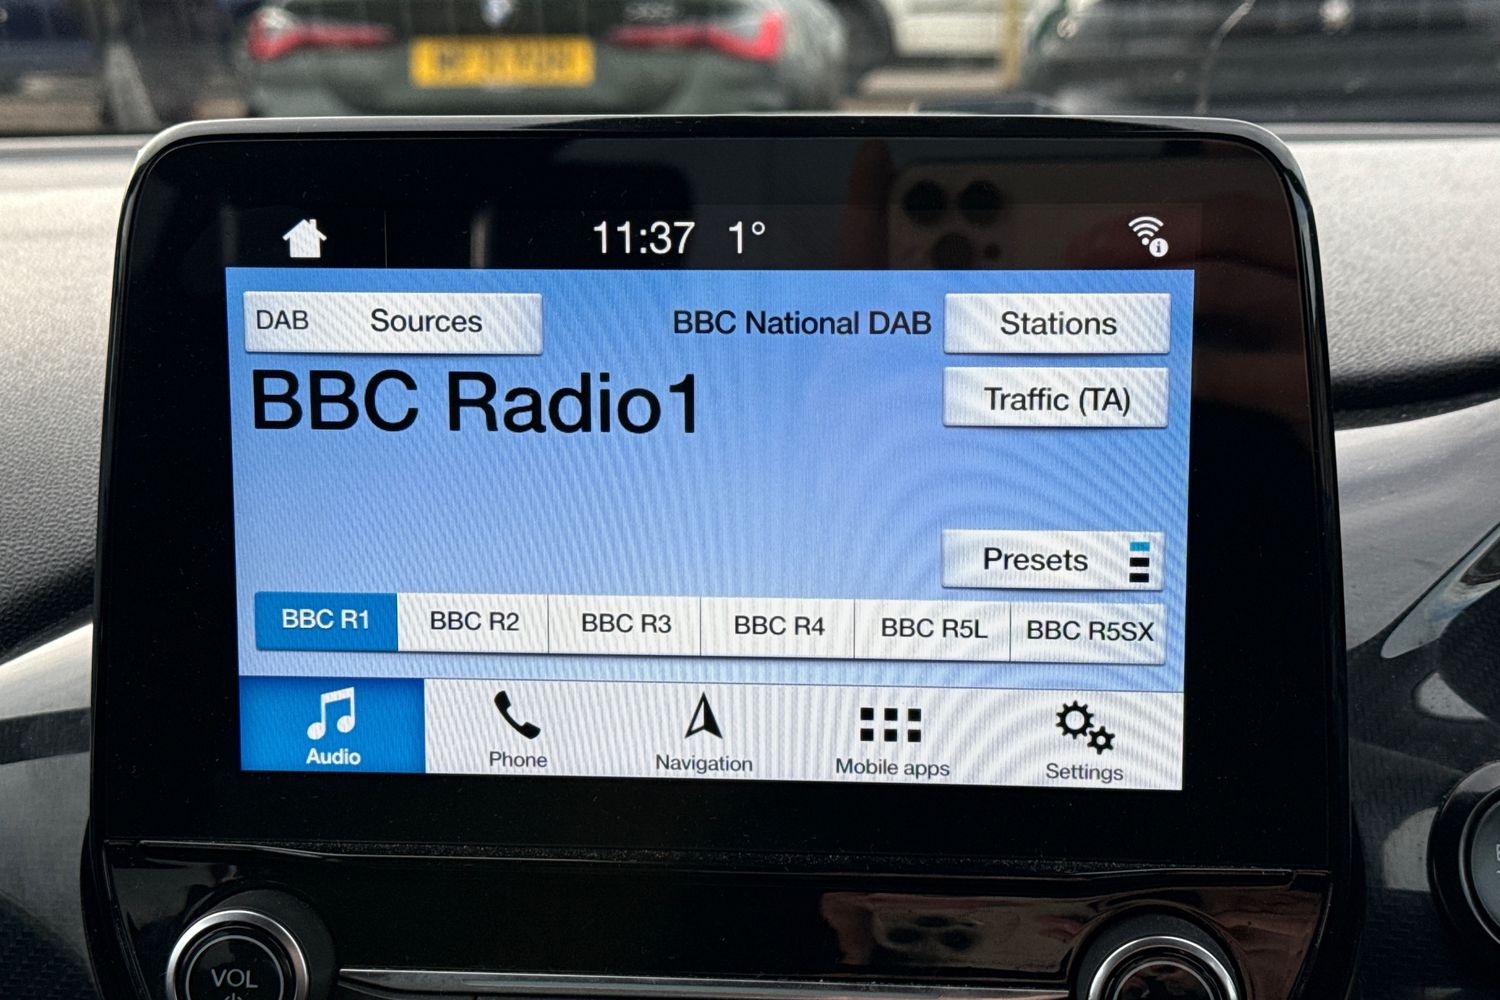 11:37 1°
DAB Sources
BBC National DAB
Stations
BBC Radio1
Traffic (TA)
Presets
BBC R1
BBC R2
BBC R3
BBC R4
BBC R5L
BBC R5SX
Audio
Phone
Navigation
Mobile apps
Settings
VOL